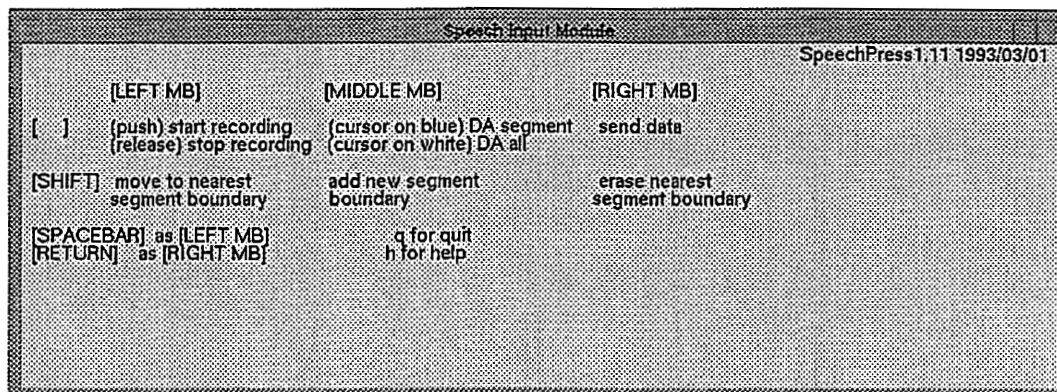 Speech Input Module
SpeechPress1.11 1993/03/01
[LEFT MB] [MIDDLE MB] [RIGHT MB]
[ ] (push) start recording (cursor on blue) DA segment send data
(release) stop recording (cursor on white) DA all
[SHIFT] move to nearest add new segment erase nearest
segment boundary boundary segment boundary
[SPACEBAR] as [LEFT MB] q for quit
[RETURN] as [RIGHT MB] h for help